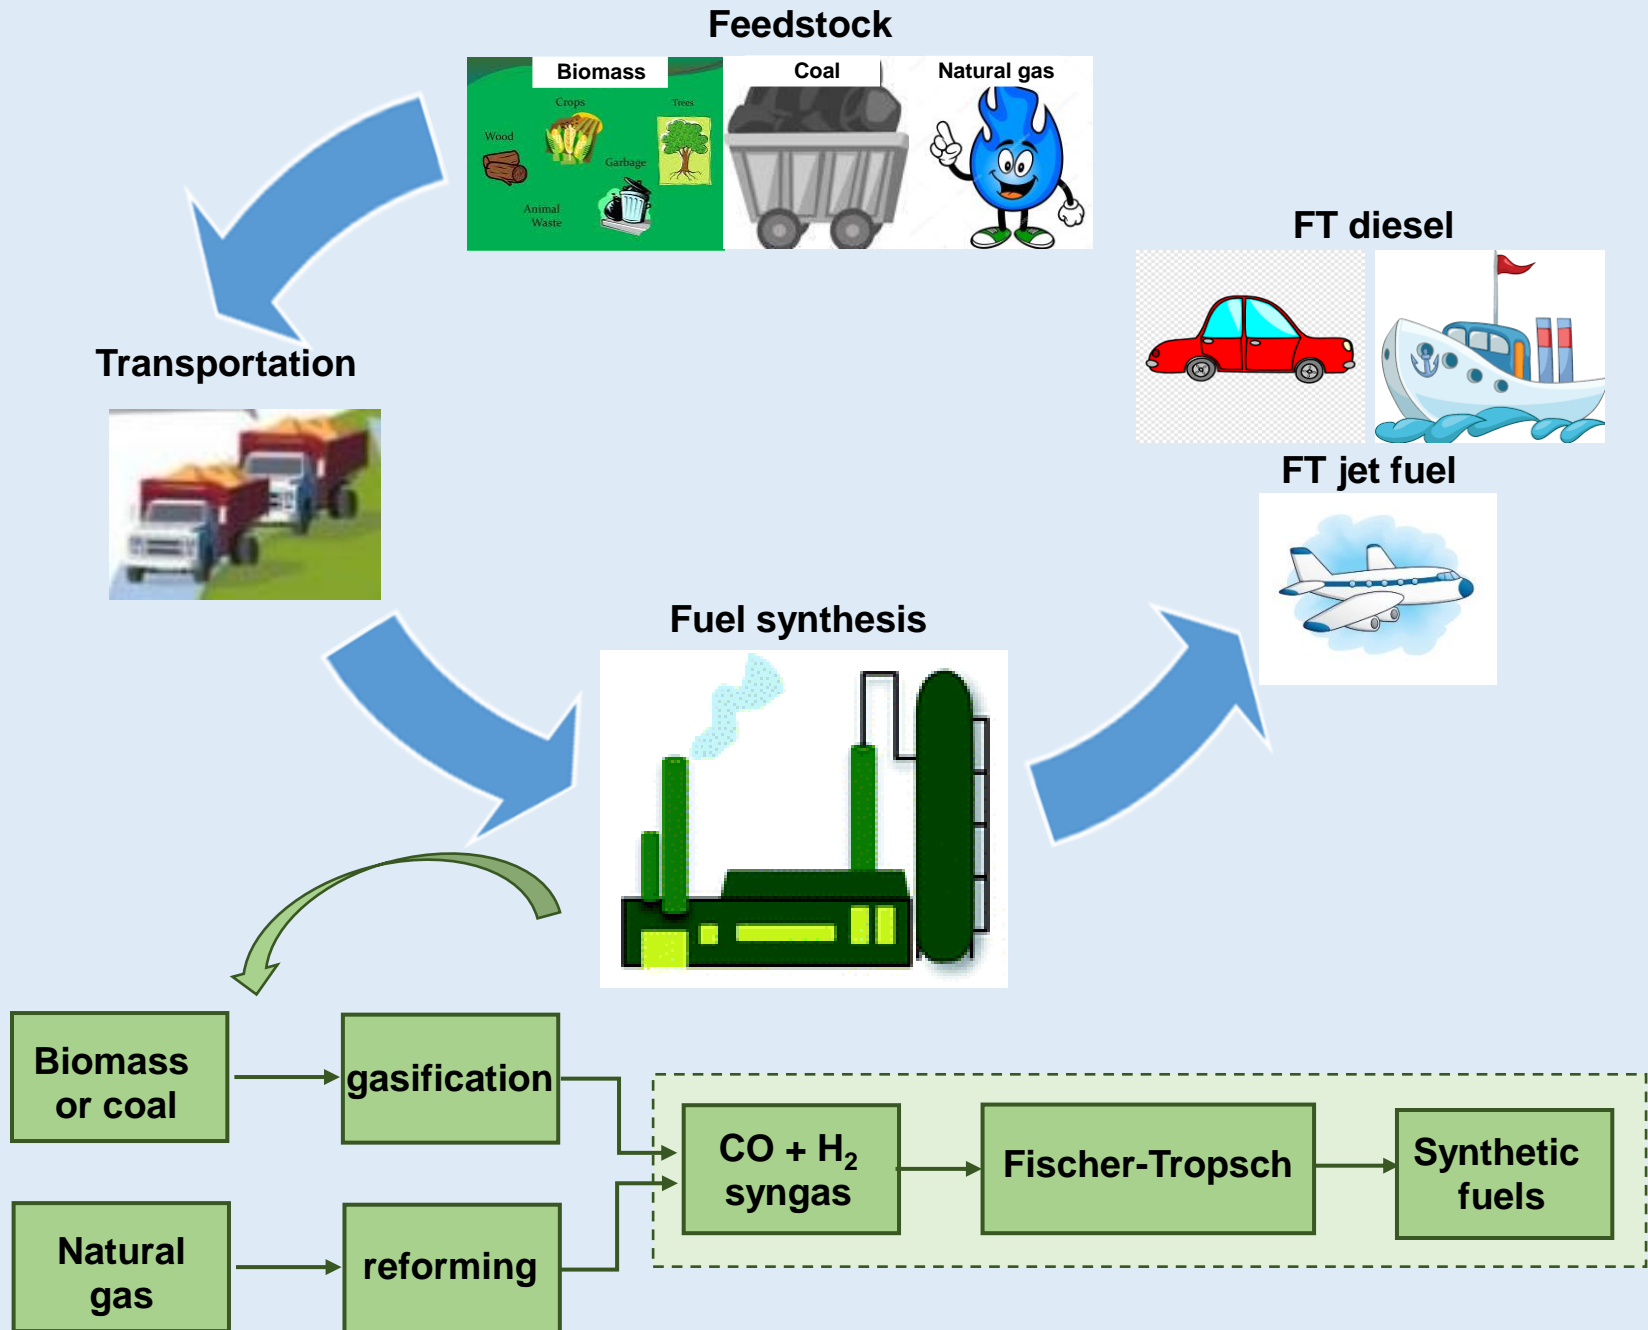 Feedstock
Biomass
Coal
Natural gas
Crops
Trees
Wood
Garbage
Animal
Waste
FT diesel
Transportation
FT jet fuel
Fuel synthesis
Biomass
or coal
gasification
CO + H₂
syngas
Fischer-Tropsch
Synthetic
fuels
Natural
gas
reforming